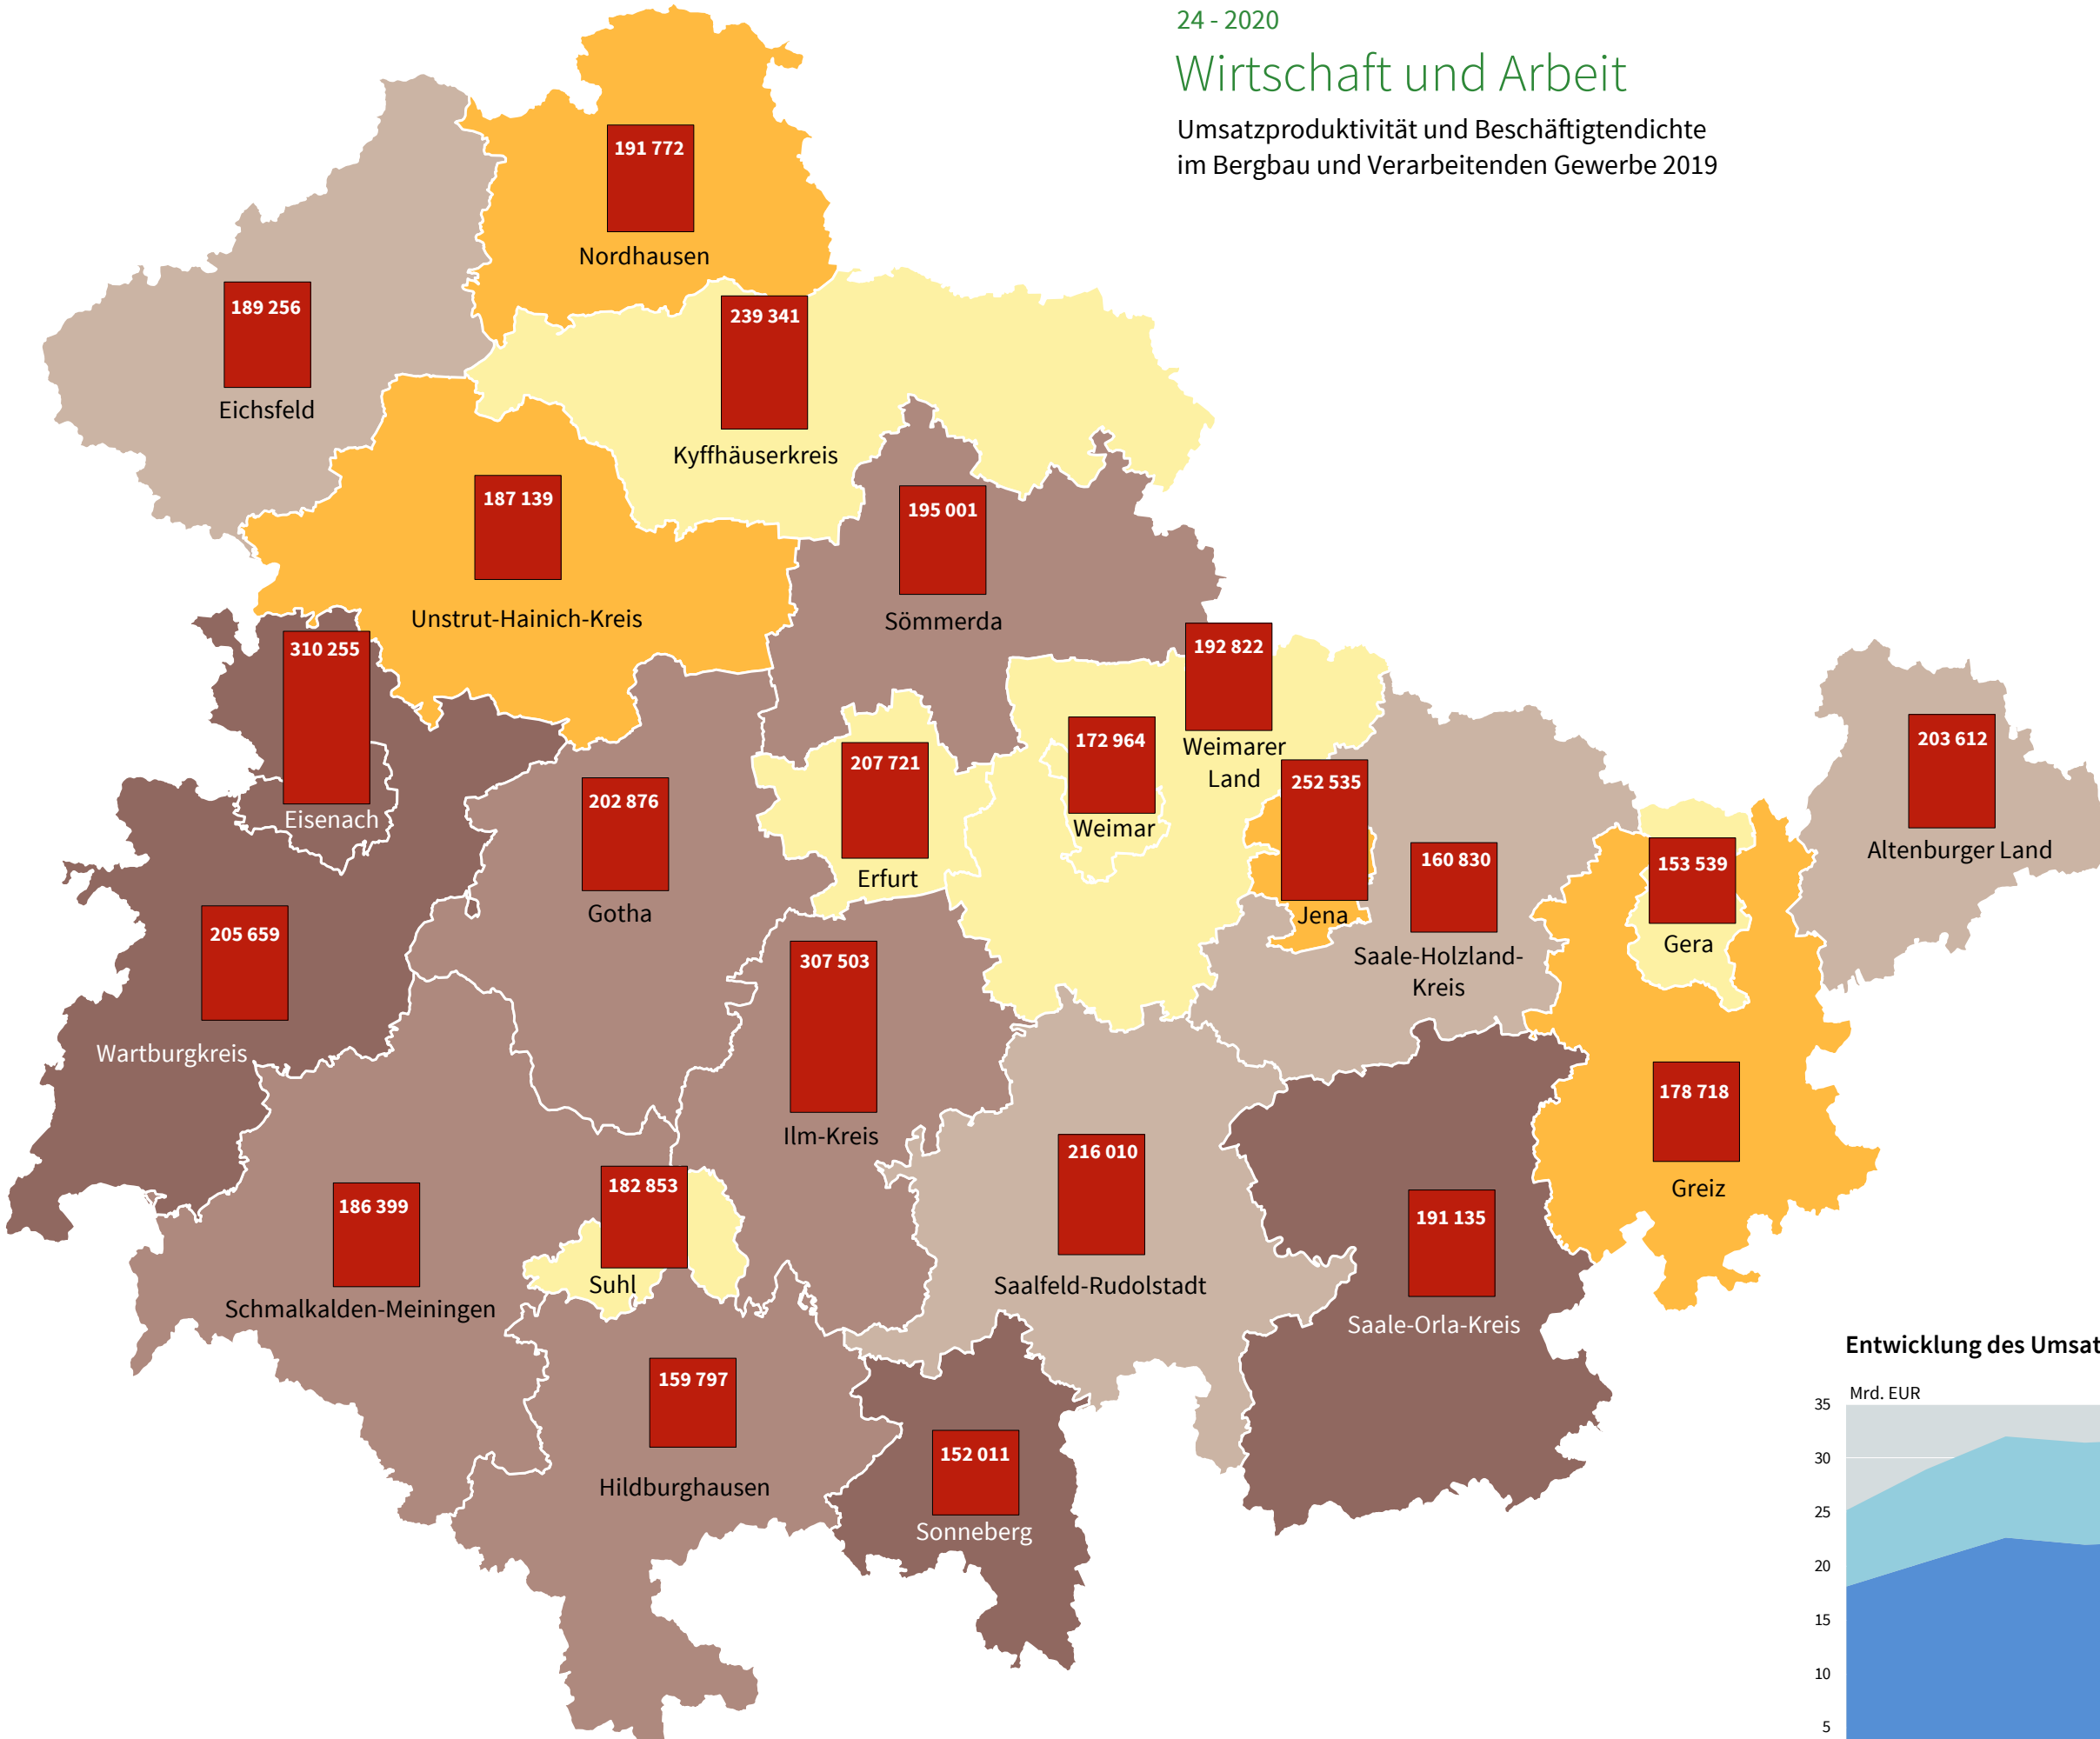 24 - 2020
Wirtschaft und Arbeit
Umsatzproduktivität und Beschäftigtendichte
im Bergbau und Verarbeitenden Gewerbe 2019
191 772
Nordhausen
189 256
Eichsfeld
239 341
Kyffhäuserkreis
187 139
Unstrut-Hainich-Kreis
195 001
Sömmerda
310 255
Eisenach
192 822
Weimarer
Land
172 964
Weimar
207 721
Erfurt
202 876
Gotha
252 535
Jena
160 830
Saale-Holzland-
Kreis
153 539
Gera
203 612
Altenburger Land
205 659
Wartburgkreis
307 503
Ilm-Kreis
178 718
Greiz
216 010
Saalfeld-Rudolstadt
191 135
Saale-Orla-Kreis
186 399
Schmalkalden-Meiningen
182 853
Suhl
159 797
Hildburghausen
152 011
Sonneberg
Entwicklung des Umsat
Mrd. EUR
35
30
25
20
15
10
5